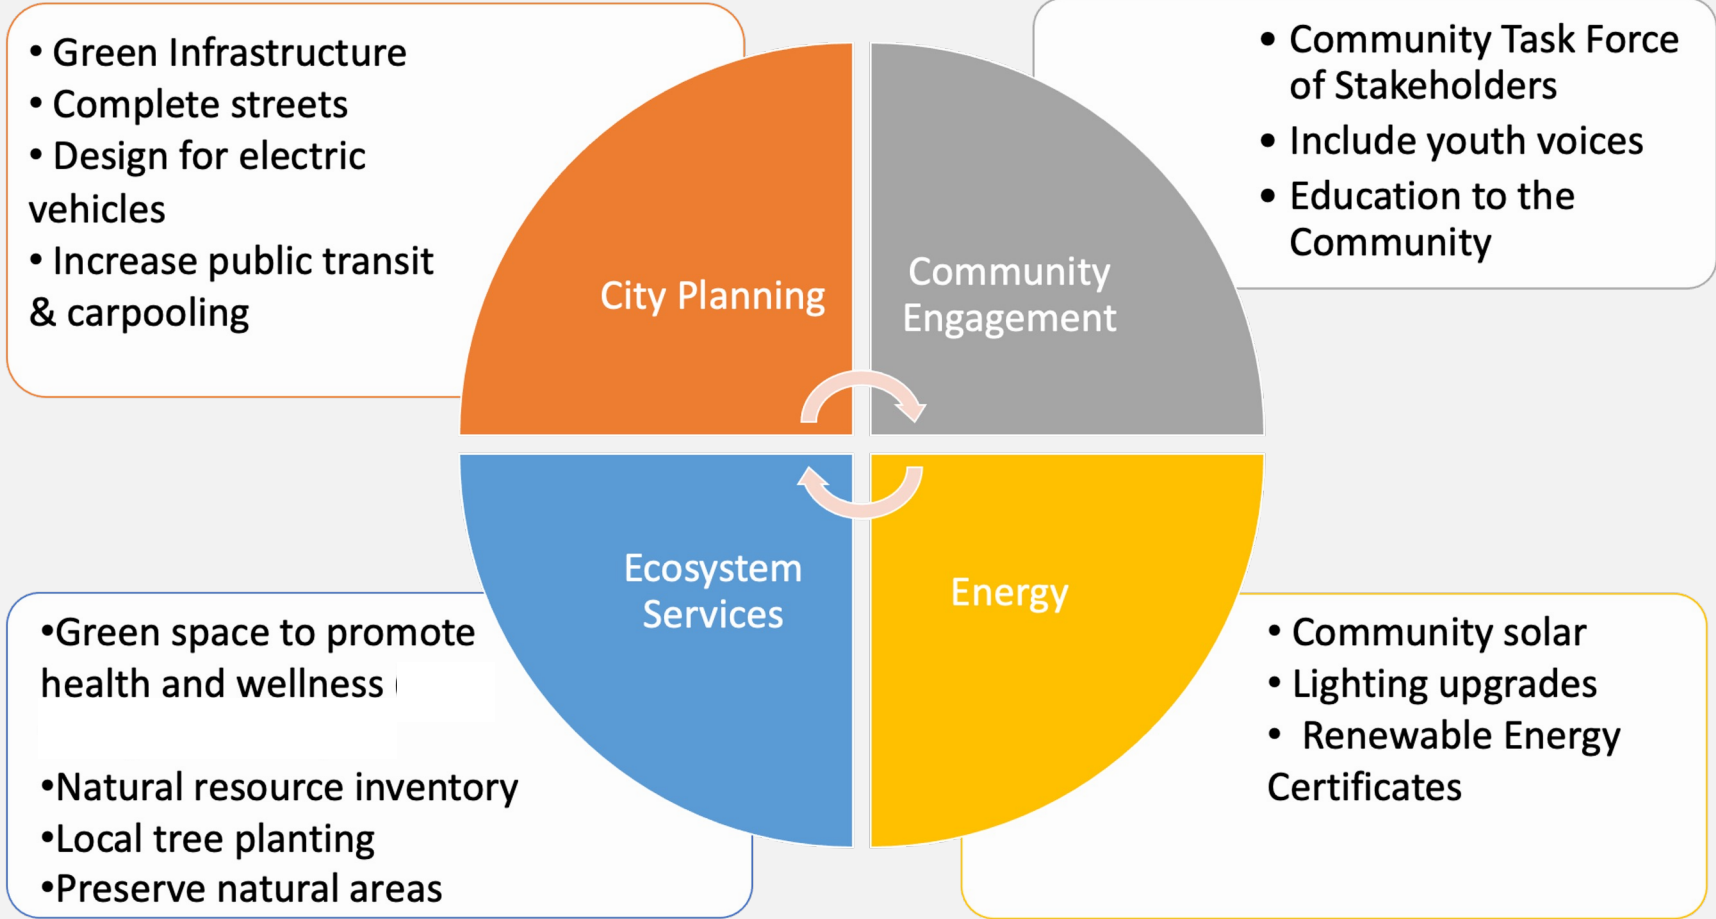 • Green Infrastructure
• Complete streets
• Design for electric
vehicles
• Increase public transit
& carpooling
City Planning
Community
Engagement
• Community Task Force
of Stakeholders
• Include youth voices
• Education to the
Community
Ecosystem
Services
•Green space to promote
health and wellness
•Natural resource inventory
•Local tree planting
•Preserve natural areas
Energy
• Community solar
• Lighting upgrades
• Renewable Energy
Certificates